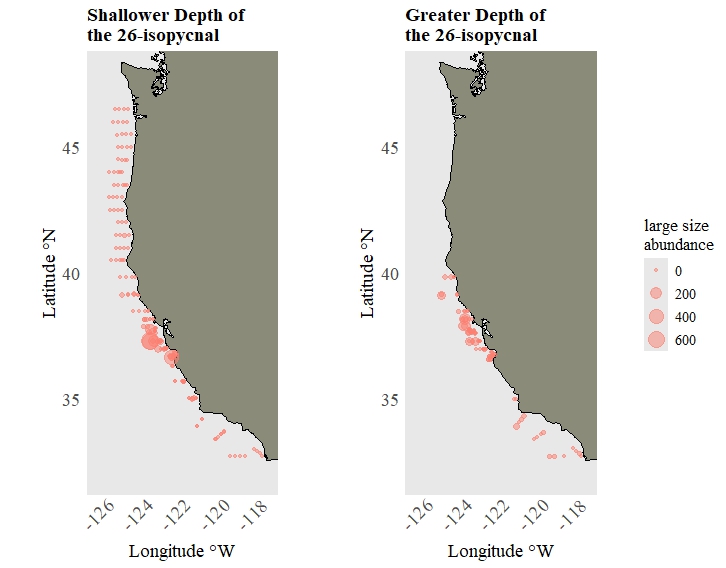 Shallower Depth of
the 26-isopycnal
Greater Depth of
the 26-isopycnal
45
40
35
Latitude °N
-126
-124
-122
-120
-118
Longitude °W
45
40
35
Latitude °N
-126
-124
-122
-120
-118
Longitude °W
large size
abundance
0
200
400
600